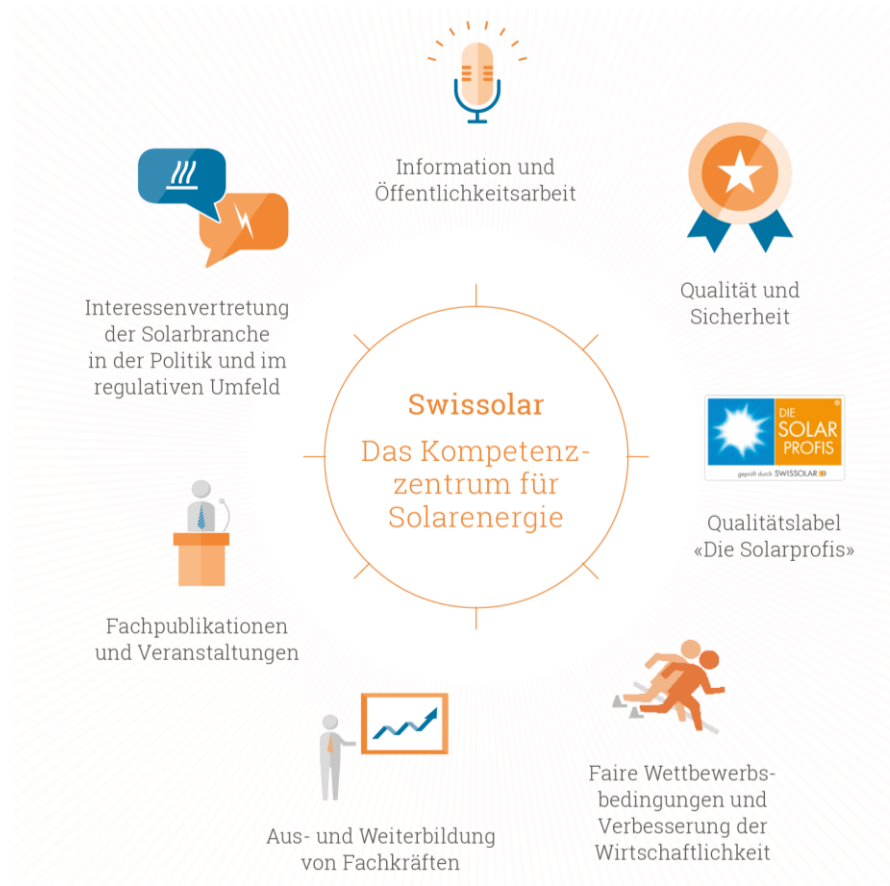 Information und
Öffentlichkeitsarbeit
Qualität und
Sicherheit
DIE
SOLAR
PROFIS
®
geprüft durch SWISSOLAR
Qualitätslabel
«Die Solarprofis»
Faire Wettbewerbs-
bedingungen und
Verbesserung der
Wirtschaftlichkeit
Aus- und Weiterbildung
von Fachkräften
Fachpublikationen
und Veranstaltungen
Interessenvertretung
der Solarbranche
in der Politik und im
regulativen Umfeld
Swissolar
Das Kompetenz-
zentrum für
Solarenergie